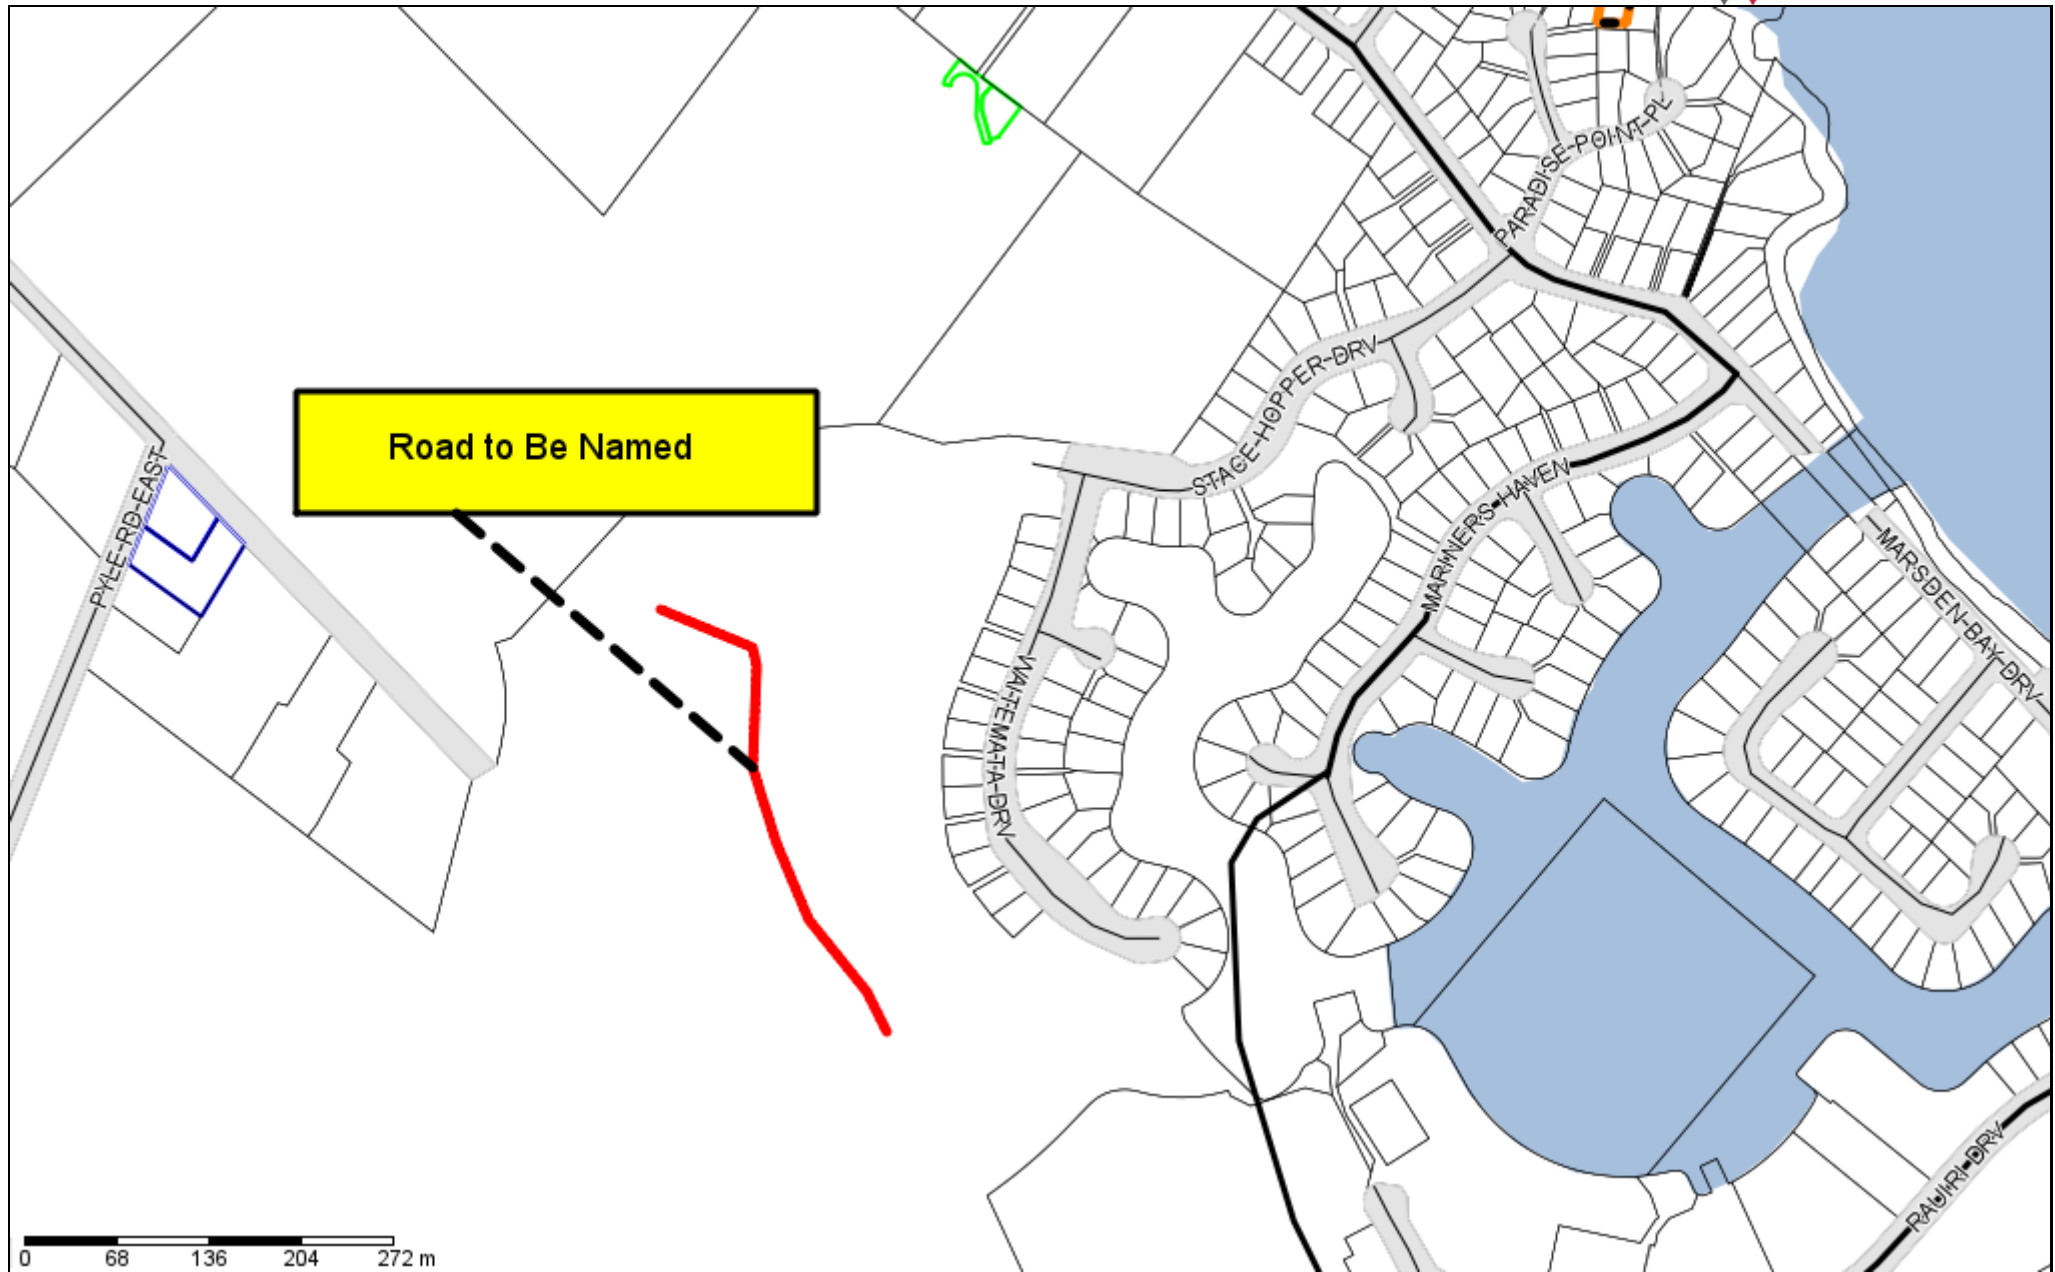 PARADISE-POINT-PL
STACE-HOPPER-DRV
Road to Be Named
PYLE-RD-EAST
MARINERS-HAVEN
MARSDEN-BAY-DRV
WAITEMATA-DRV
RAUIRI-DRV
0 68 136 204 272 m